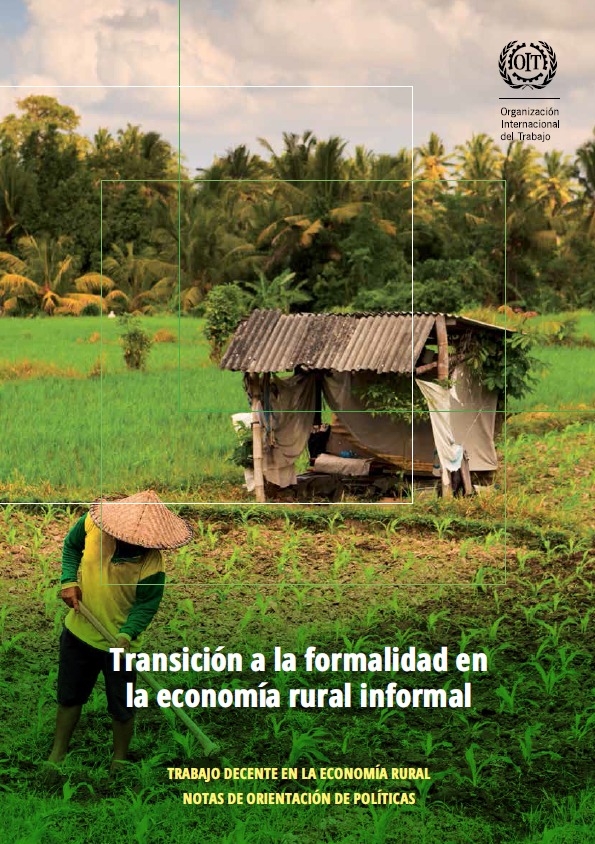 OIT
Organización
Internacional
del Trabajo
Transición a la formalidad en
la economía rural informal
TRABAJO DECENTE EN LA ECONOMÍA RURAL
NOTAS DE ORIENTACIÓN DE POLÍTICAS